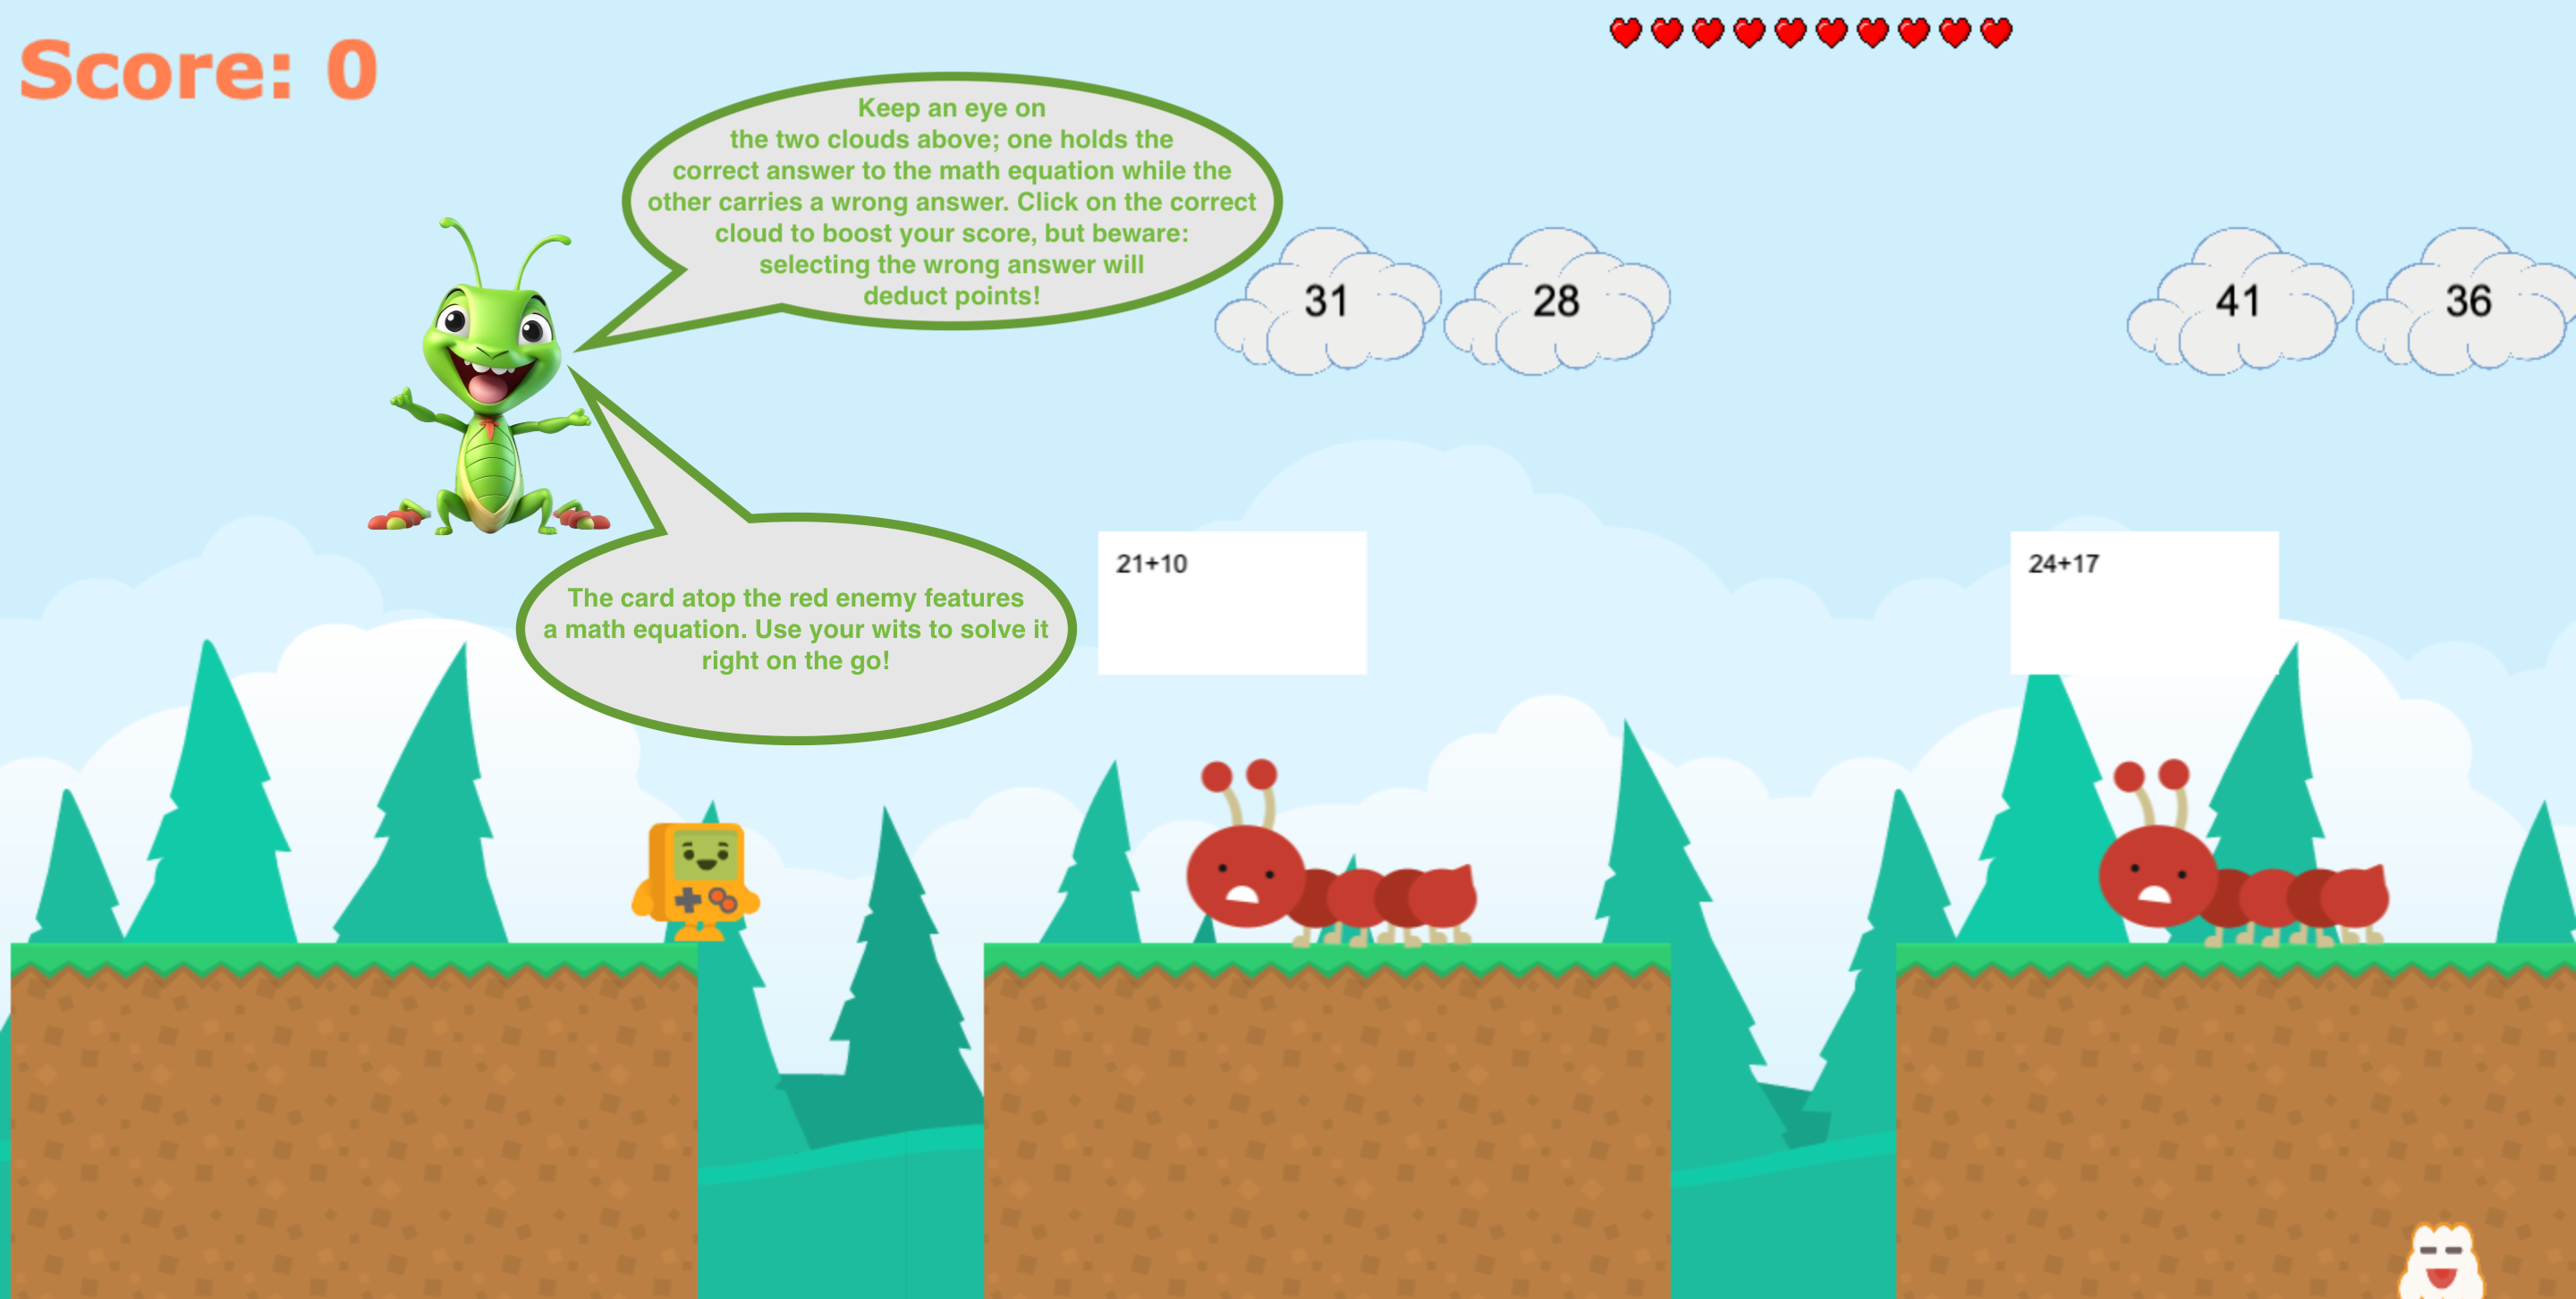 Score: 0
Keep an eye on
the two clouds above; one holds the
correct answer to the math equation while the
other carries a wrong answer. Click on the correct
cloud to boost your score, but beware:
selecting the wrong answer will
deduct points!
31
28
41
36
The card atop the red enemy features
a math equation. Use your wits to solve it
right on the go!
21+10
24+17